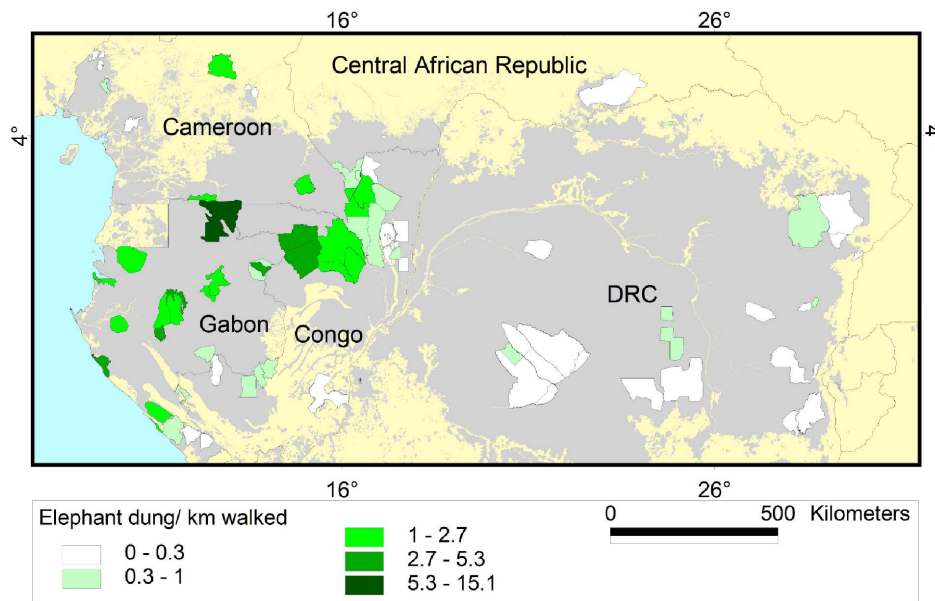 16° 26°
Central African Republic
Cameroon
4° 4
DRC
Gabon Congo
16° 26°
Elephant dung/ km walked
0 - 0.3
0.3 - 1
1 - 2.7
2.7 - 5.3
5.3 - 15.1
0 500 Kilometers